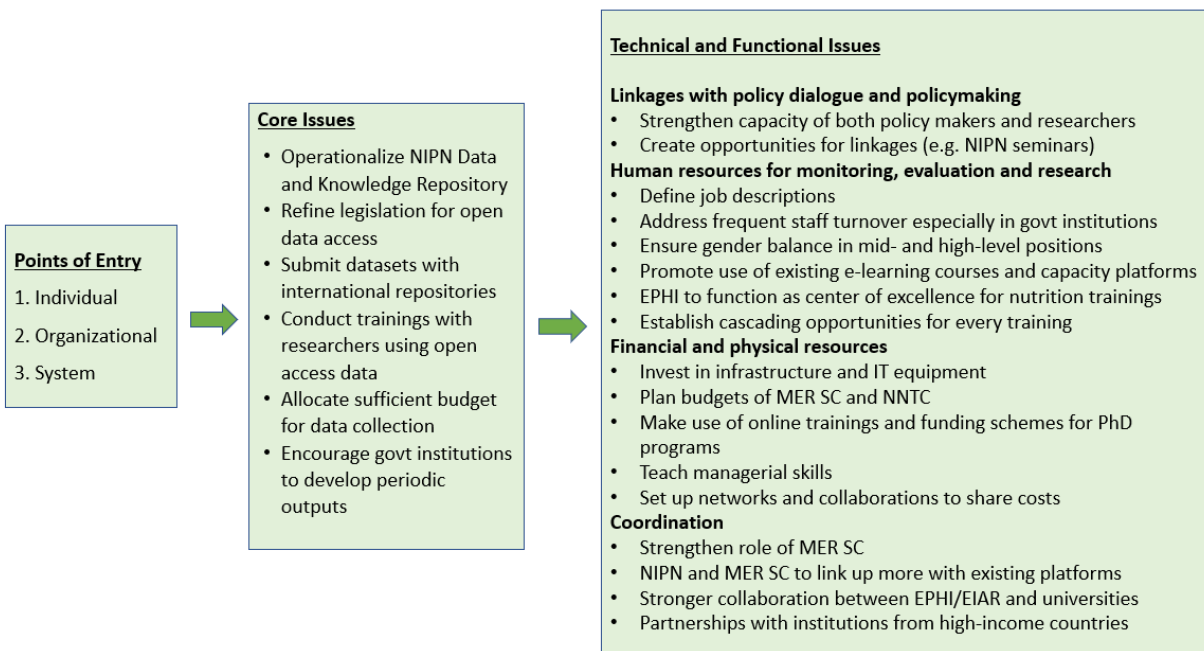 Points of Entry
1. Individual
2. Organizational
3. System
Core Issues
• Operationalize NIPN Data
and Knowledge Repository
• Refine legislation for open
data access
• Submit datasets with
international repositories
• Conduct trainings with
researchers using open
access data
• Allocate sufficient budget
for data collection
• Encourage govt institutions
to develop periodic
outputs
Technical and Functional Issues
Linkages with policy dialogue and policymaking
• Strengthen capacity of both policy makers and researchers
• Create opportunities for linkages (e.g. NIPN seminars)
Human resources for monitoring, evaluation and research
• Define job descriptions
• Address frequent staff turnover especially in govt institutions
• Ensure gender balance in mid- and high-level positions
• Promote use of existing e-learning courses and capacity platforms
• EPHI to function as center of excellence for nutrition trainings
• Establish cascading opportunities for every training
Financial and physical resources
• Invest in infrastructure and IT equipment
• Plan budgets of MER SC and NNTC
• Make use of online trainings and funding schemes for PhD
programs
• Teach managerial skills
• Set up networks and collaborations to share costs
Coordination
• Strengthen role of MER SC
• NIPN and MER SC to link up more with existing platforms
• Stronger collaboration between EPHI/EIAR and universities
• Partnerships with institutions from high-income countries